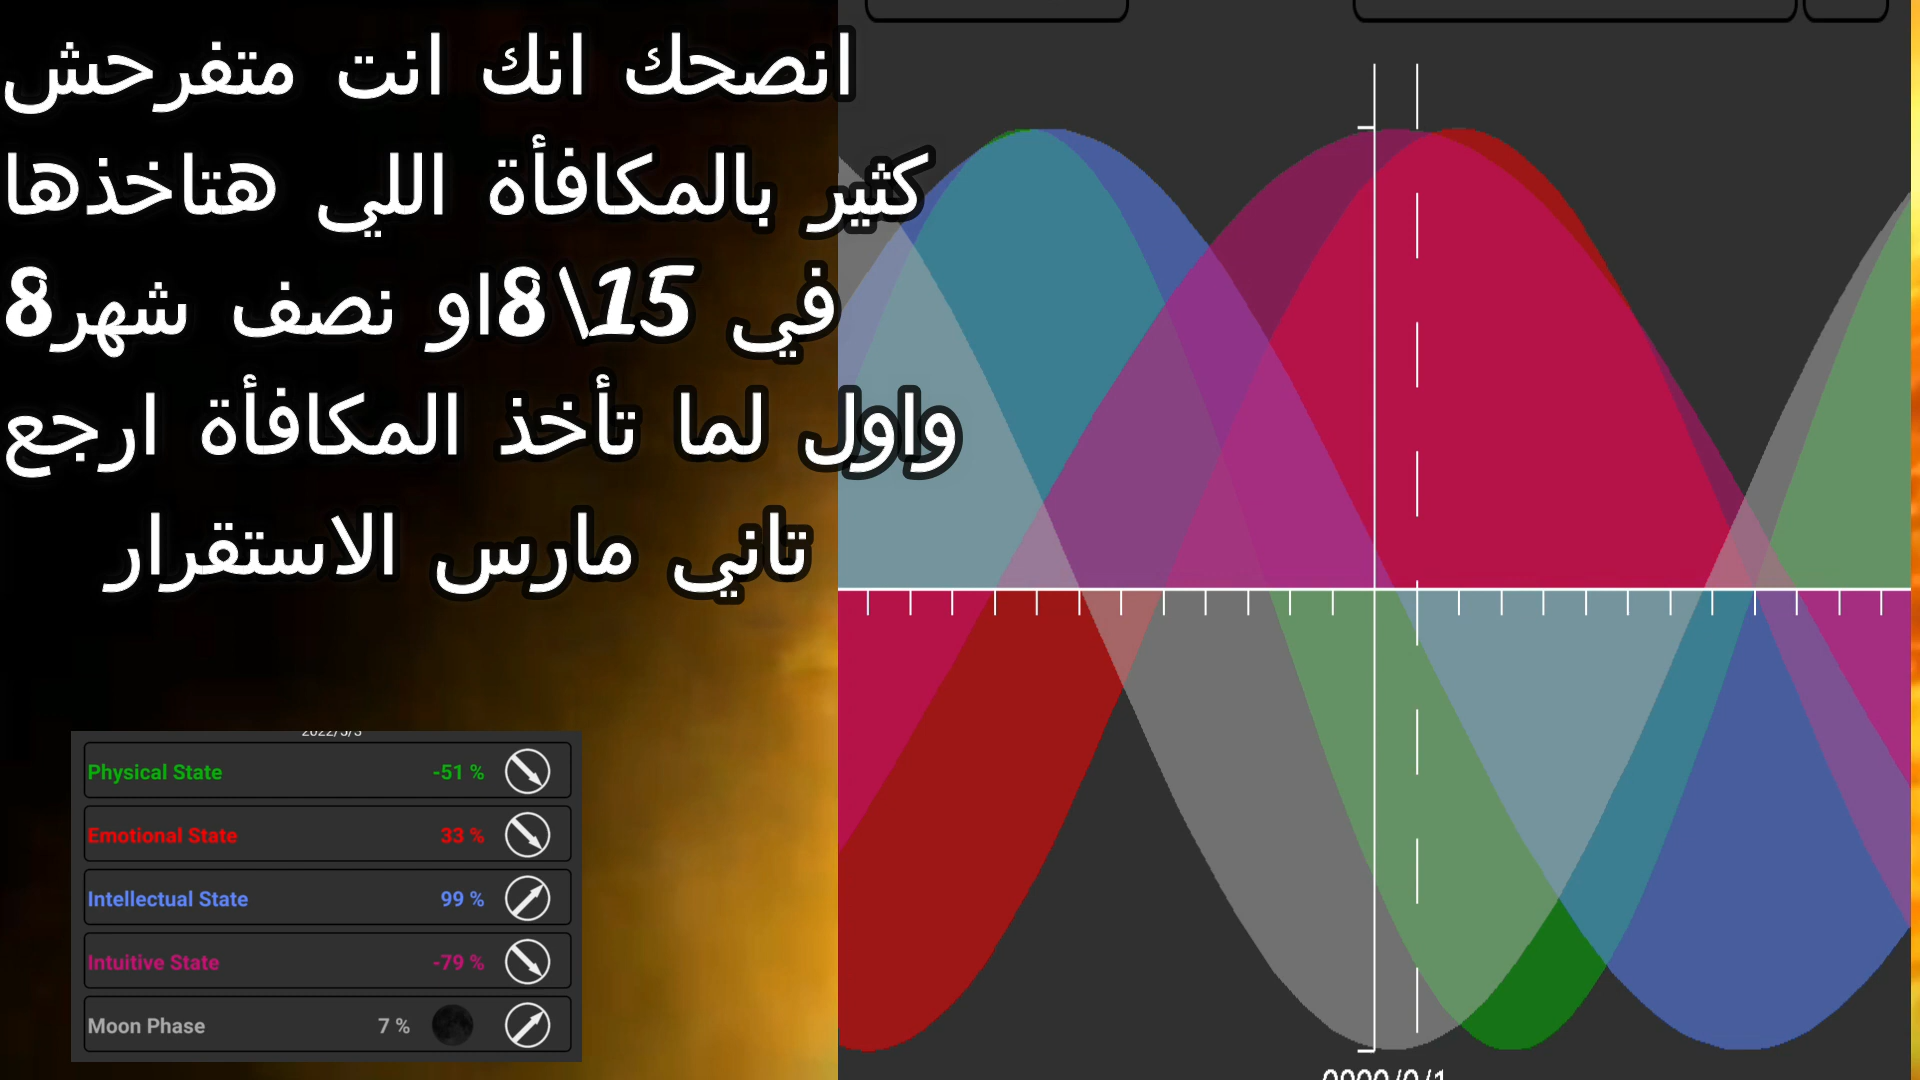 انصحك انك انت متفرحش
كثير بالمكافأة اللي هتاخذها
في 15\8او نصف شهر8
واول لما تأخذ المكافأة ارجع
تاني مارس الاستقرار
Physical State -51 %
Emotional State 33 %
Intellectual State 99 %
Intuitive State -79 %
Moon Phase 7 %